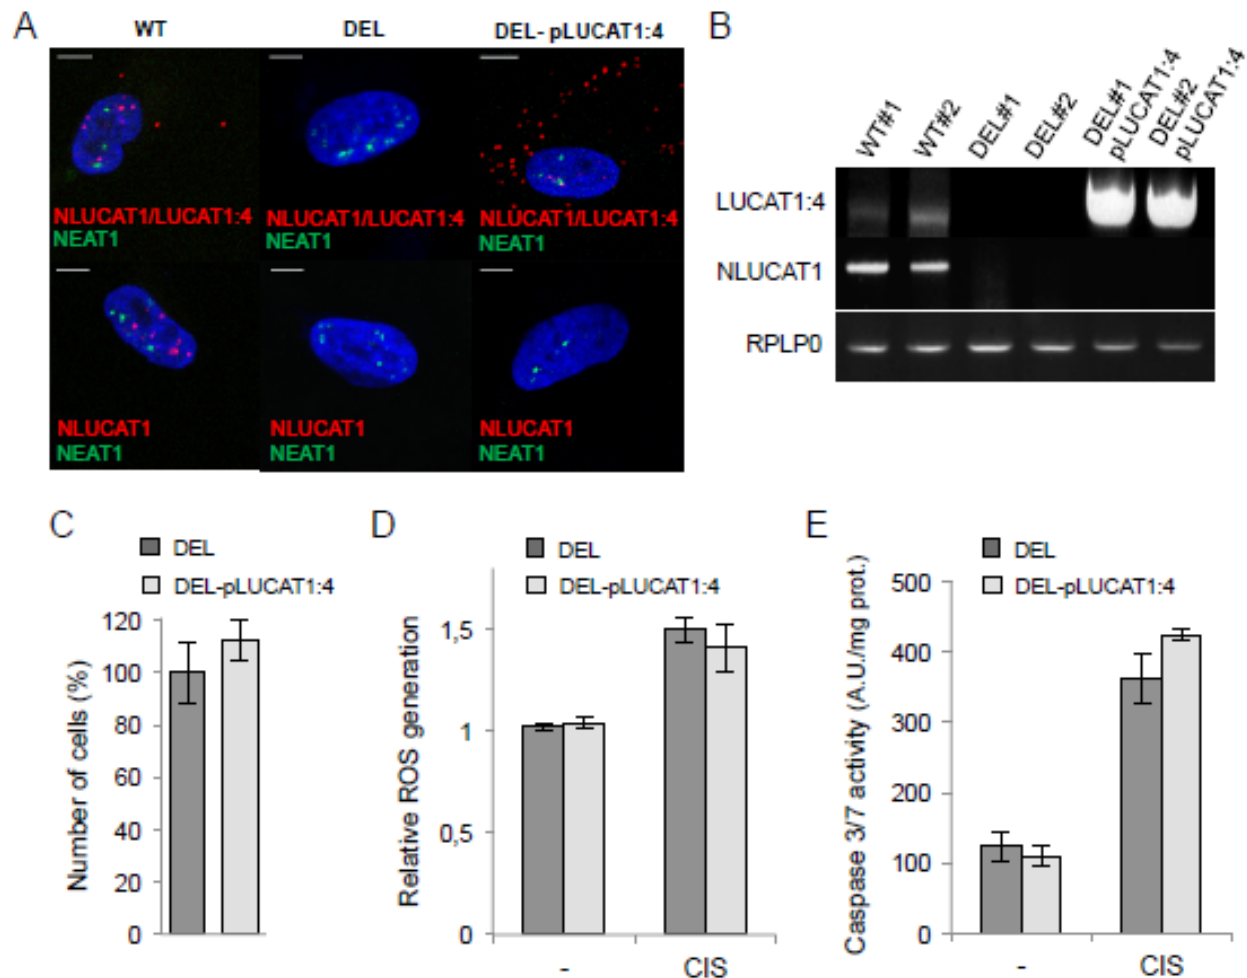 A
WT
DEL
DEL- pLUCAT1:4
NLUCAT1/LUCAT1:4
NEAT1
NLUCAT1/LUCAT1:4
NEAT1
NLUCAT1/LUCAT1:4
NEAT1
NLUCAT1
NEAT1
NLUCAT1
NEAT1
NLUCAT1
NEAT1
B
WT#1
WT#2
DEL#1
DEL#2
DEL#1
pLUCAT1:4
DEL#2
pLUCAT1:4
LUCAT1:4
NLUCAT1
RPLP0
C
DEL
DEL-pLUCAT1:4
Number of cells (%)
120
100
80
60
40
20
0
D
DEL
DEL-pLUCAT1:4
Relative ROS generation
1,5
1
0,5
0
-
CIS
E
DEL
DEL-pLUCAT1:4
Caspase 3/7 activity (A.U./mg prot.)
500
400
300
200
100
0
-
CIS